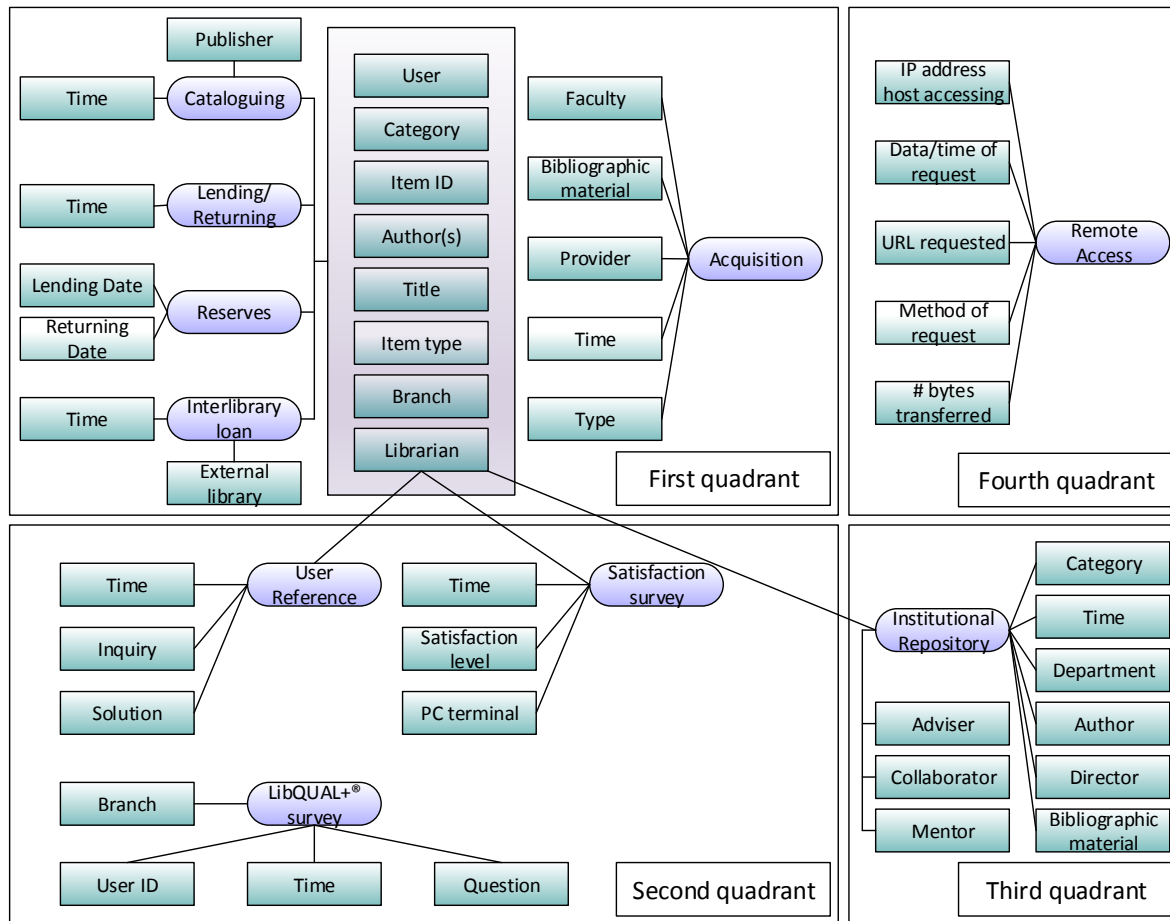 Publisher
Time
Cataloguing
Time
Lending/
Returning
Lending Date
Returning
Date
Reserves
Time
Interlibrary
loan
External
library
User
Category
Item ID
Author(s)
Title
Item type
Branch
Librarian
Faculty
Bibliographic
material
Provider
Time
Type
Acquisition
First quadrant
IP address
host accessing
Data/time of
request
URL requested
Method of
request
# bytes
transferred
Remote
Access
Fourth quadrant
Time
Inquiry
Solution
User
Reference
Time
Satisfaction
level
PC terminal
Satisfaction
survey
Branch
LibQUAL+®
survey
User ID
Time
Question
Second quadrant
Institutional
Repository
Adviser
Collaborator
Mentor
Category
Time
Department
Author
Director
Bibliographic
material
Third quadrant